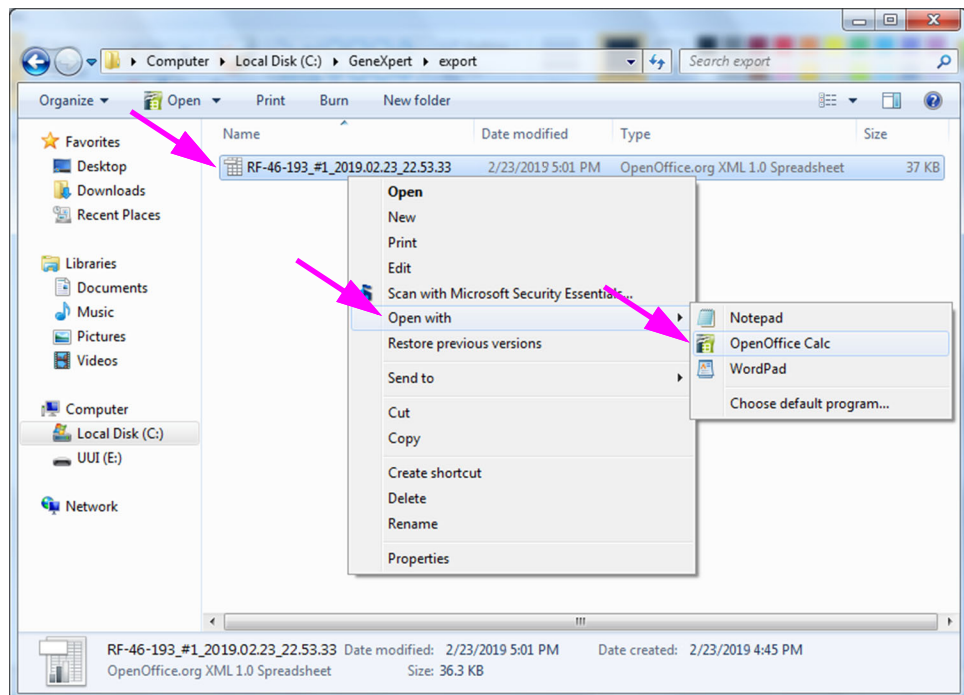 Computer Local Disk (C:) GeneXpert export
Search export
Organize Open Print Burn New folder
Name Date modified Type Size
RF-46-193_#1_2019.02.23_22.53.33 2/23/2019 5:01 PM OpenOffice.org XML 1.0 Spreadsheet 37 KB
Favorites
Desktop
Downloads
Recent Places
Libraries
Documents
Music
Pictures
Videos
Computer
Local Disk (C:)
UUI (E:)
Network
Open
New
Print
Edit
Scan with Microsoft Security Essentials...
Open with
Restore previous versions
Send to
Cut
Copy
Create shortcut
Delete
Rename
Properties
Notepad
OpenOffice Calc
WordPad
Choose default program...
RF-46-193_#1_2019.02.23_22.53.33 Date modified: 2/23/2019 5:01 PM Date created: 2/23/2019 4:45 PM
OpenOffice.org XML 1.0 Spreadsheet Size: 36.3 KB